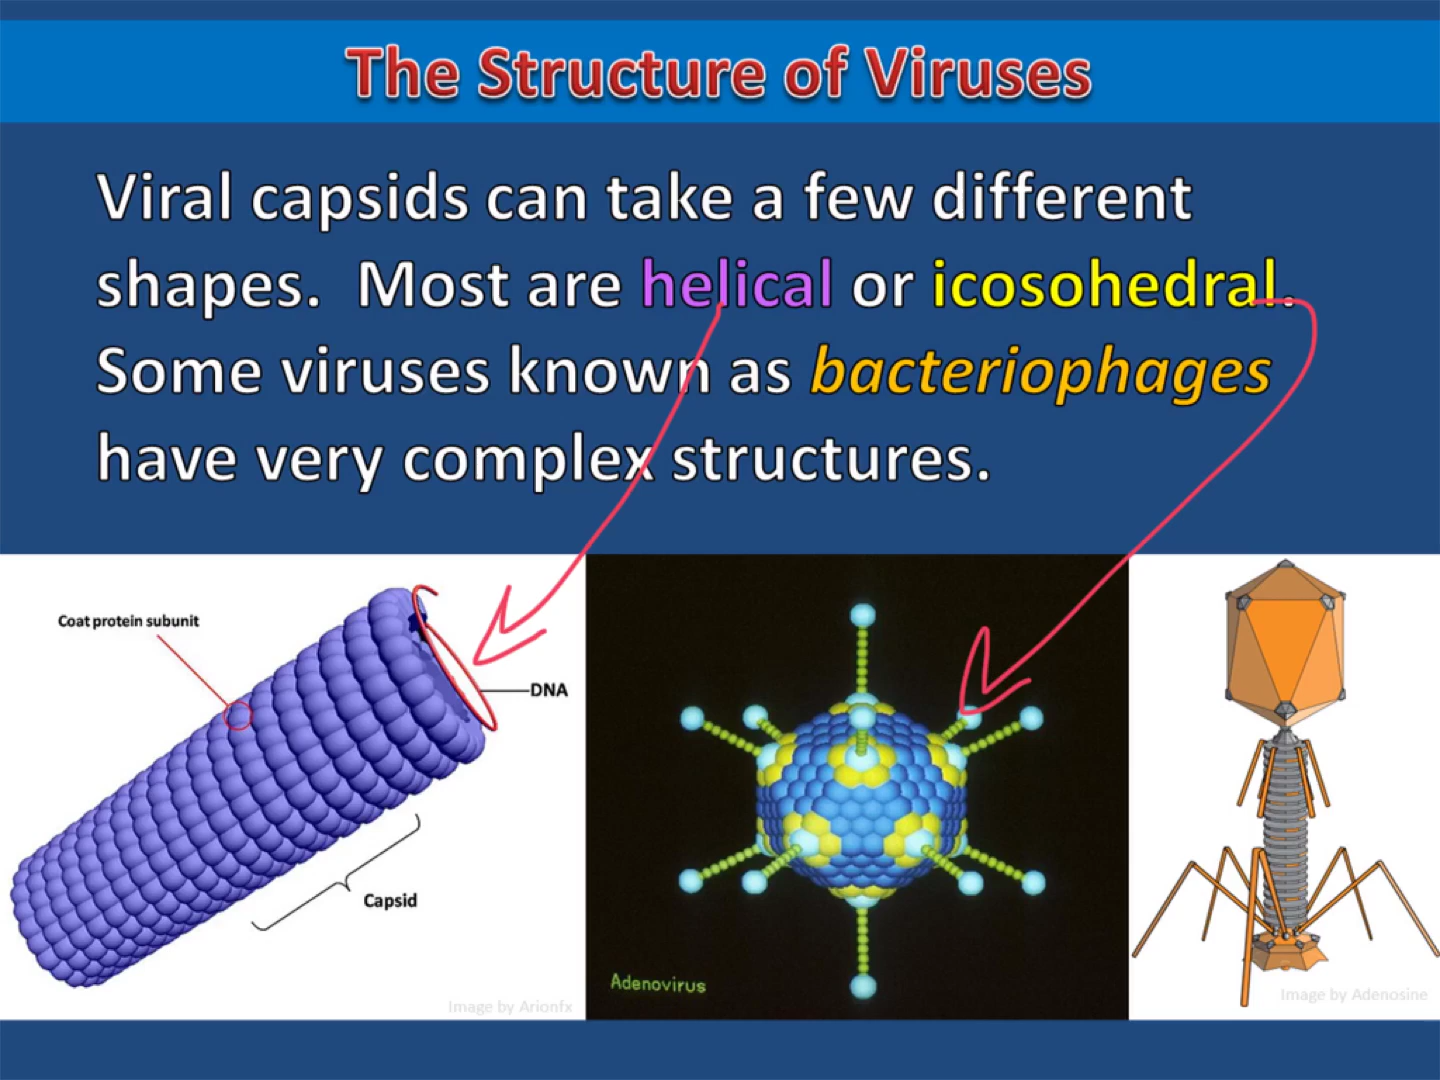 The Structure of Viruses
Viral capsids can take a few different
shapes.  Most are helical or icosohedral.
Some viruses known as bacteriophages
have very complex structures.
Coat protein subunit
DNA
Capsid
Image by Arionfx
Adenovirus
Image by Adenosine